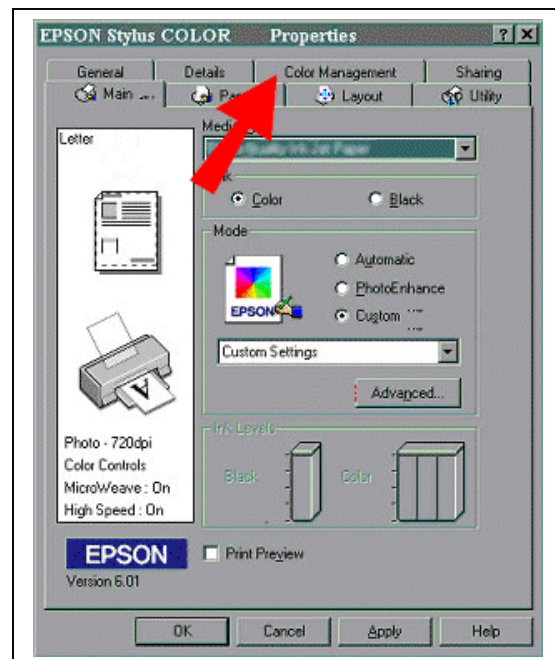 EPSON Stylus COLOR Properties
General Details Color Management Sharing
Main ... Layout Utility
Letter
Color Black
Mode
Automatic
PhotoEnhance
EPSON
Custom
Custom Settings
Advanced...
Ink Levels
Black Color
Photo - 720dpi
Color Controls
MicroWeave : On
High Speed : On
EPSON
Version 6.01
Print Preview
OK Cancel Apply Help